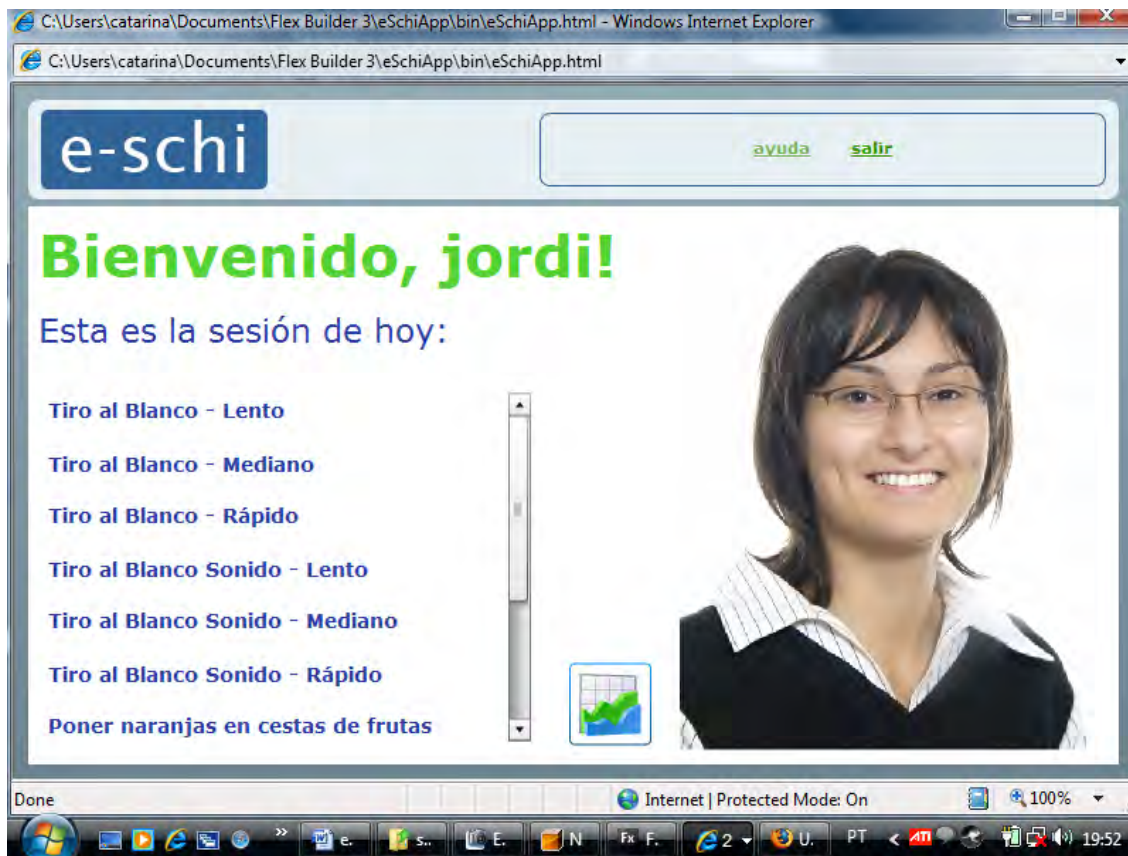 C:\Users\catarina\Documents\Flex Builder 3\eSchiApp\bin\eSchiApp.html - Windows Internet Explorer
C:\Users\catarina\Documents\Flex Builder 3\eSchiApp\bin\eSchiApp.html
e-schi
ayuda salir
Bienvenido, jordi!
Esta es la sesión de hoy:
Tiro al Blanco - Lento
Tiro al Blanco - Mediano
Tiro al Blanco - Rápido
Tiro al Blanco Sonido - Lento
Tiro al Blanco Sonido - Mediano
Tiro al Blanco Sonido - Rápido
Poner naranjas en cestas de frutas
Done Internet | Protected Mode: On 100%
» e. s.. E. N Fx F. 2 U. PT < ATI 19:52